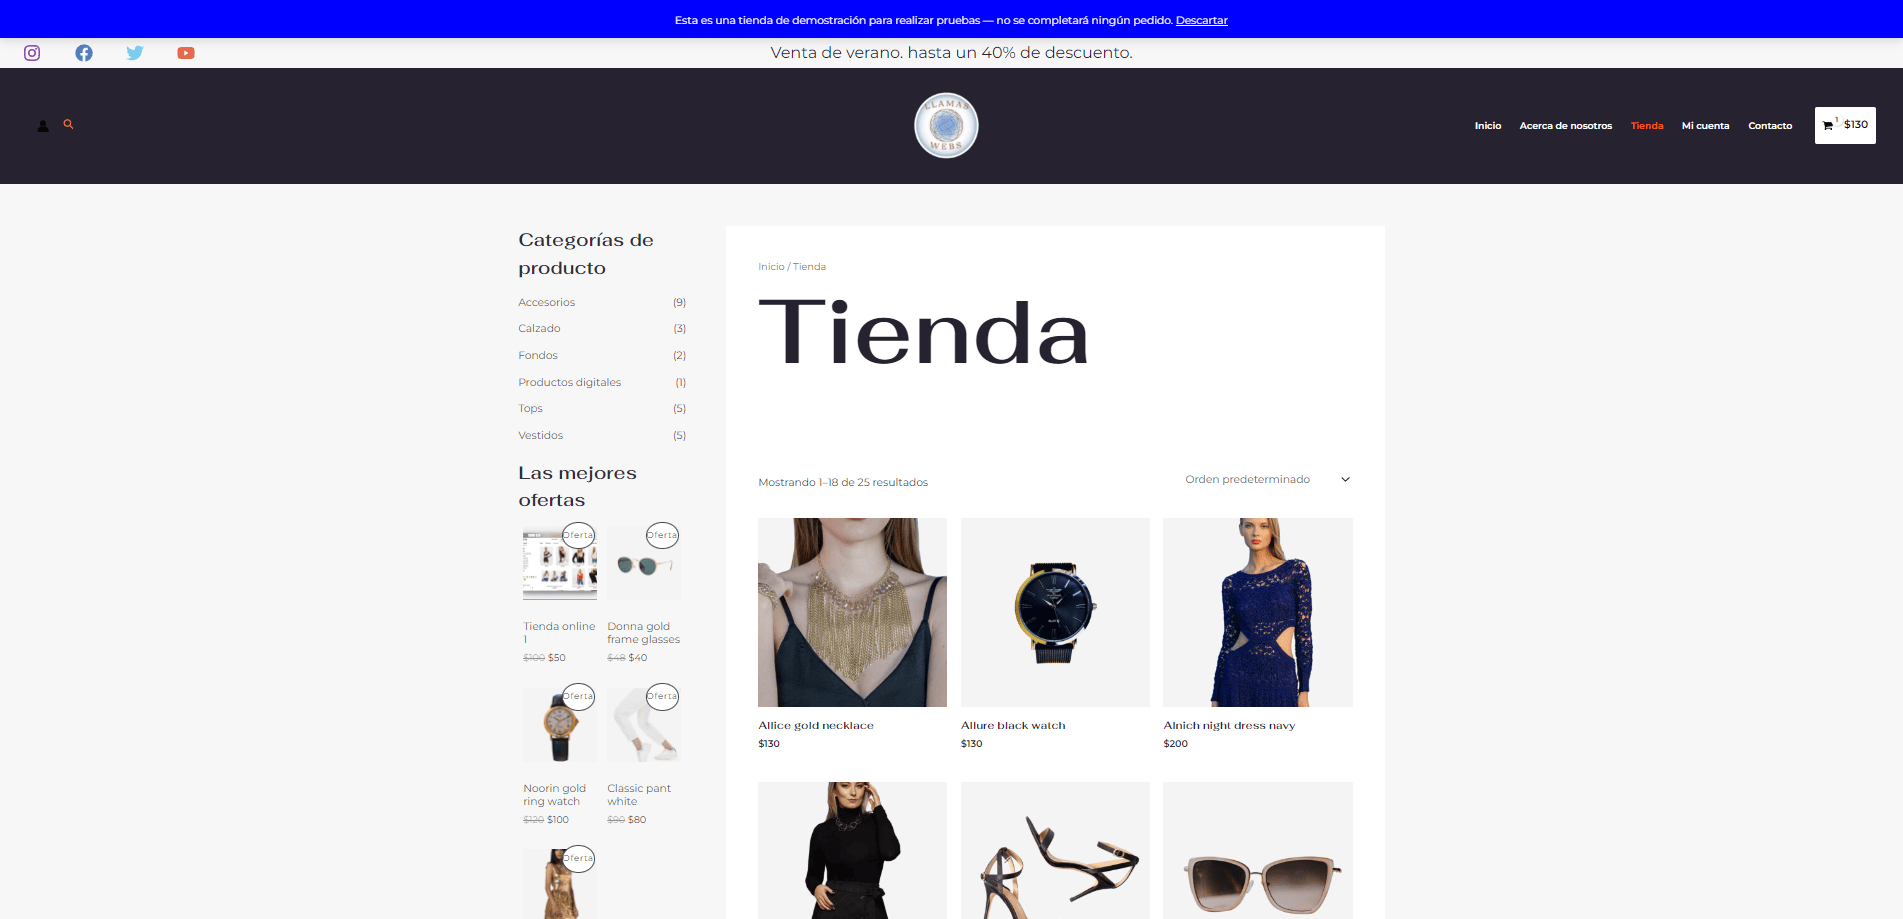 Esta es una tienda de demostración para realizar pruebas — no se completará ningún pedido. Descartar
Venta de verano. hasta un 40% de descuento.
LLAMAS
WEBS
Inicio
Acerca de nosotros
Tienda
Mi cuenta
Contacto
1
$130
Categorías de
producto
Accesorios (9)
Calzado (3)
Fondos (2)
Productos digitales (1)
Tops (5)
Vestidos (5)
Las mejores
ofertas
Oferta
Tienda online
1
$100 $50
Oferta
Donna gold
frame glasses
$48 $40
Oferta
Noorin gold
ring watch
$120 $100
Oferta
Classic pant
white
$90 $80
Oferta
Inicio / Tienda
Tienda
Mostrando 1–18 de 25 resultados
Orden predeterminado
Allice gold necklace
$130
Allure black watch
$130
Alnich night dress navy
$200